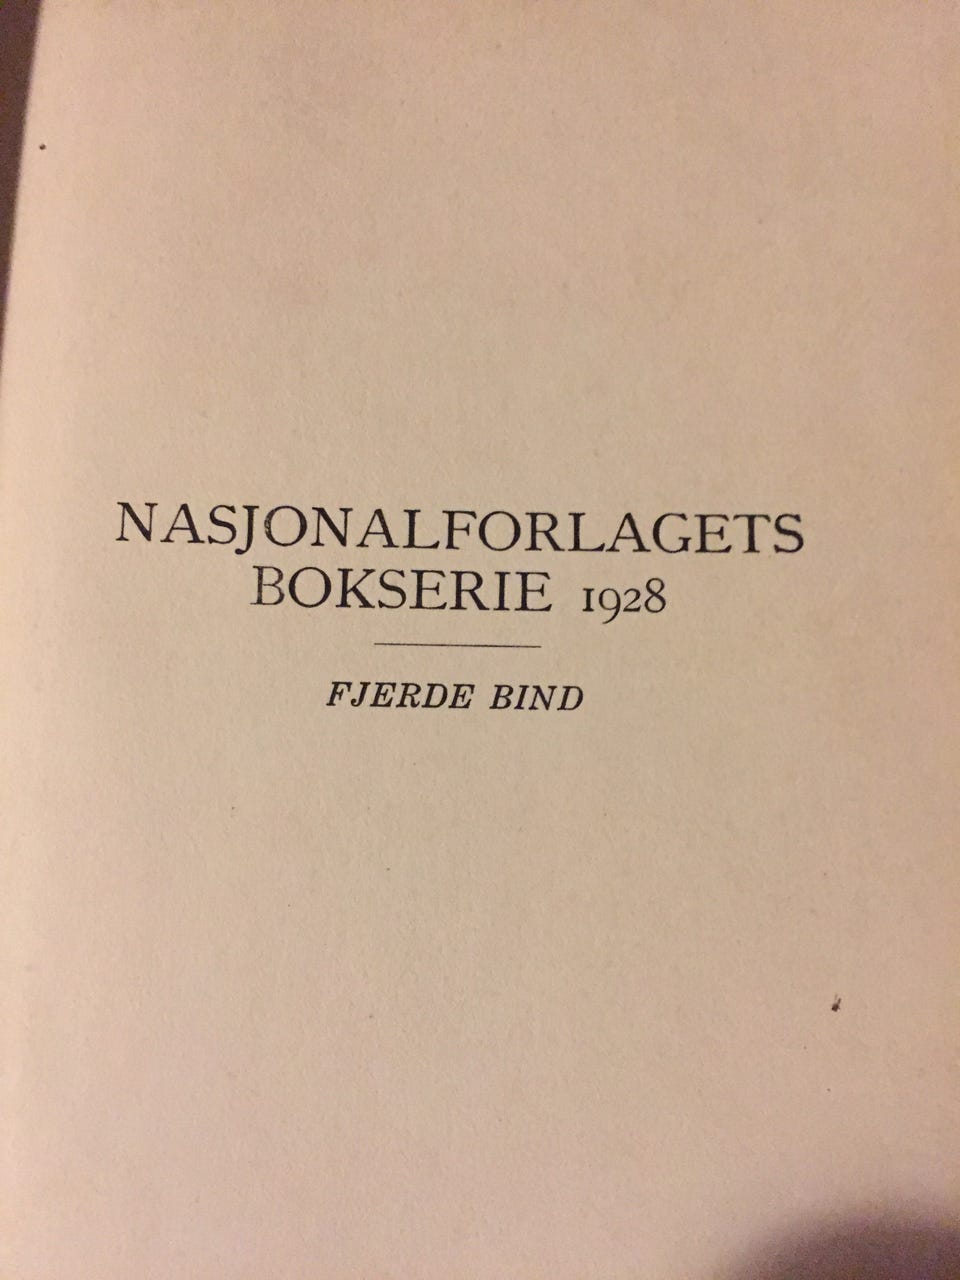 NASJONALFORLAGETS
BOKSERIE 1928
FJERDE BIND